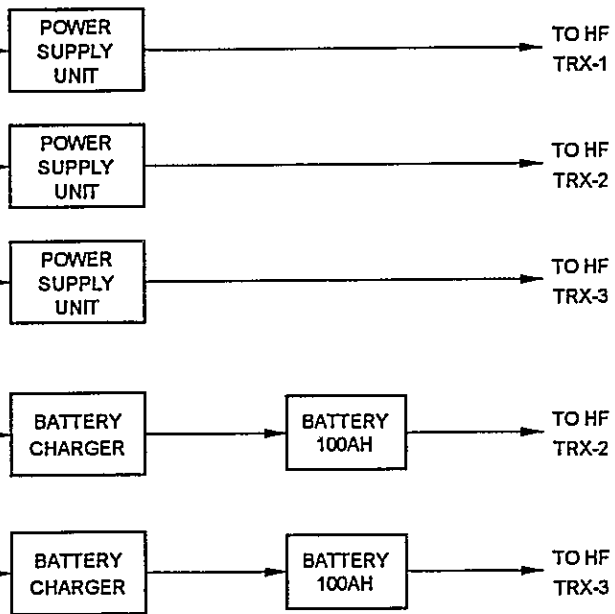 POWER
SUPPLY
UNIT
TO HF
TRX-1
POWER
SUPPLY
UNIT
TO HF
TRX-2
POWER
SUPPLY
UNIT
TO HF
TRX-3
BATTERY
CHARGER
BATTERY
100AH
TO HF
TRX-2
BATTERY
CHARGER
BATTERY
100AH
TO HF
TRX-3